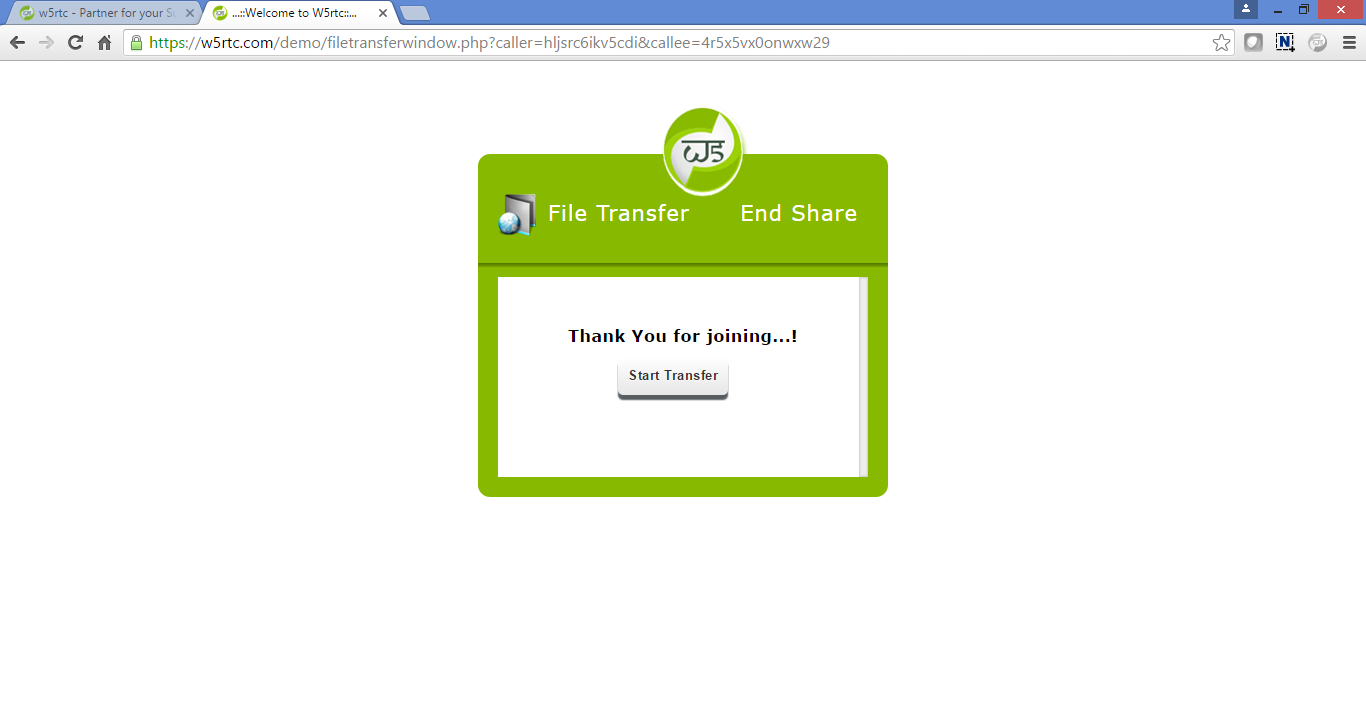 w5rtc - Partner for your Su
...::Welcome to W5rtc::...
https://w5rtc.com/demo/filetransferwindow.php?caller=hljsrc6ikv5cdi&callee=4r5x5vx0onwxw29
N
File Transfer
End Share
Thank You for joining...!
Start Transfer